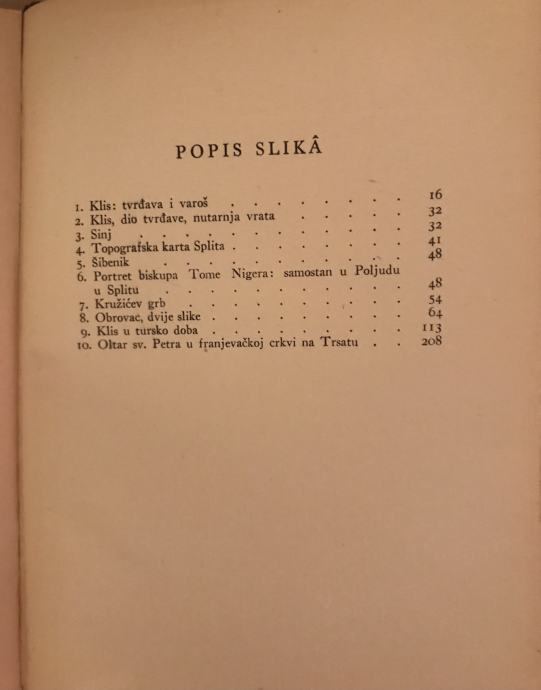 POPIS SLIKÂ
1. Klis: tvrđava i varoš . . . . . . . . 16
2. Klis, dio tvrđave, nutarnja vrata . . . . . 32
3. Sinj . . . . . . . . . . . 32
4. Topografska karta Splita . . . . . . . 41
5. Šibenik . . . . . . . . . . 48
6. Portret biskupa Tome Nigera: samostan u Poljudu
u Splitu . . . . . . . . . 48
7. Kružićev grb . . . . . . . . . 54
8. Obrovac, dvije slike . . . . . . . . 64
9. Klis u tursko doba . . . . . . . . 113
10. Oltar sv. Petra u franjevačkoj crkvi na Trsatu . . 208